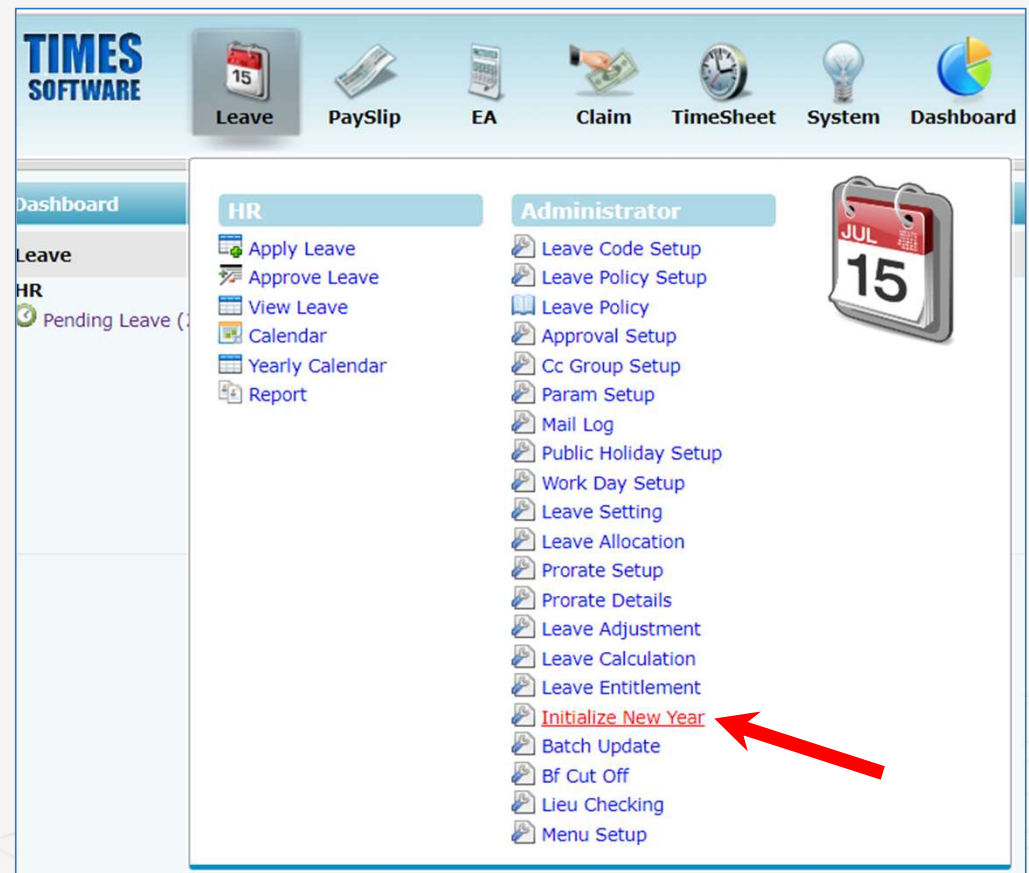 TIMES
SOFTWARE
15
Leave
PaySlip
EA
Claim
TimeSheet
System
Dashboard
Dashboard
Leave
HR
Pending Leave (
HR
Apply Leave
Approve Leave
View Leave
Calendar
Yearly Calendar
Report
Administrator
Leave Code Setup
Leave Policy Setup
Leave Policy
Approval Setup
Cc Group Setup
Param Setup
Mail Log
Public Holiday Setup
Work Day Setup
Leave Setting
Leave Allocation
Prorate Setup
Prorate Details
Leave Adjustment
Leave Calculation
Leave Entitlement
Initialize New Year
Batch Update
Bf Cut Off
Lieu Checking
Menu Setup
JUL
15